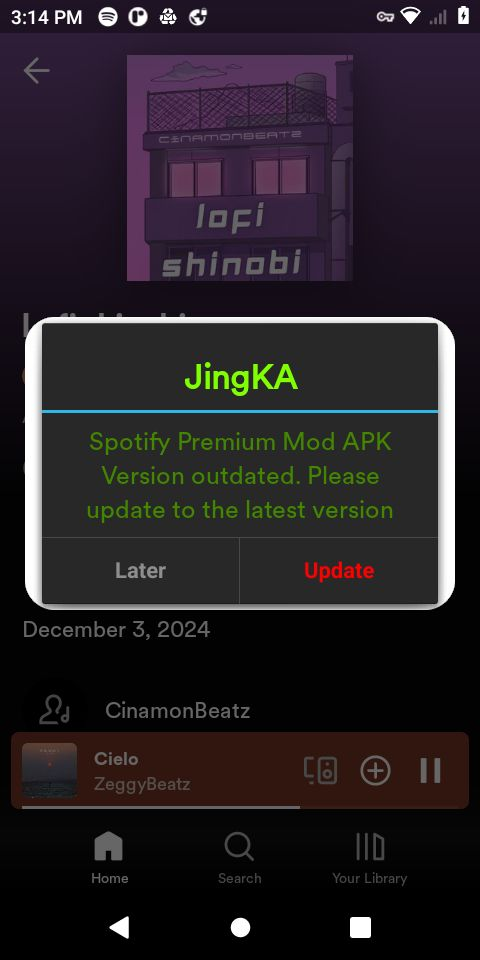 3:14 PM
CINAMONBEATZ
lofi
shinobi
JingKA
Spotify Premium Mod APK
Version outdated. Please
update to the latest version
Later
Update
December 3, 2024
CinamonBeatz
Cielo
ZeggyBeatz
Home
Search
Your Library